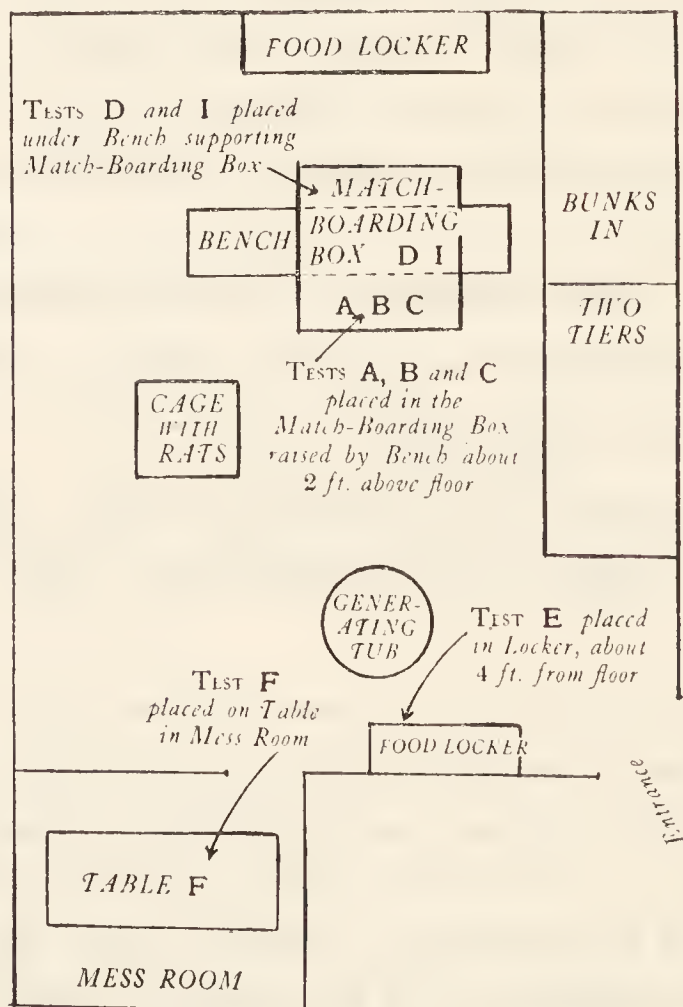 FOOD LOCKER
TESTS D and I placed
under Bench supporting
Match-Boarding Box
MATCH-
BOARDING
BOX D I
BENCH
A B C
BUNKS
IN
TWO
TIERS
TESTS A, B and C
placed in the
Match-Boarding Box
raised by Bench about
2 ft. above floor
CAGE
WITH
RATS
GENER-
ATING
TUB
TEST E placed
in Locker, about
4 ft. from floor
TEST F
placed on Table
in Mess Room
FOOD LOCKER
Entrance
TABLE F
MESS ROOM